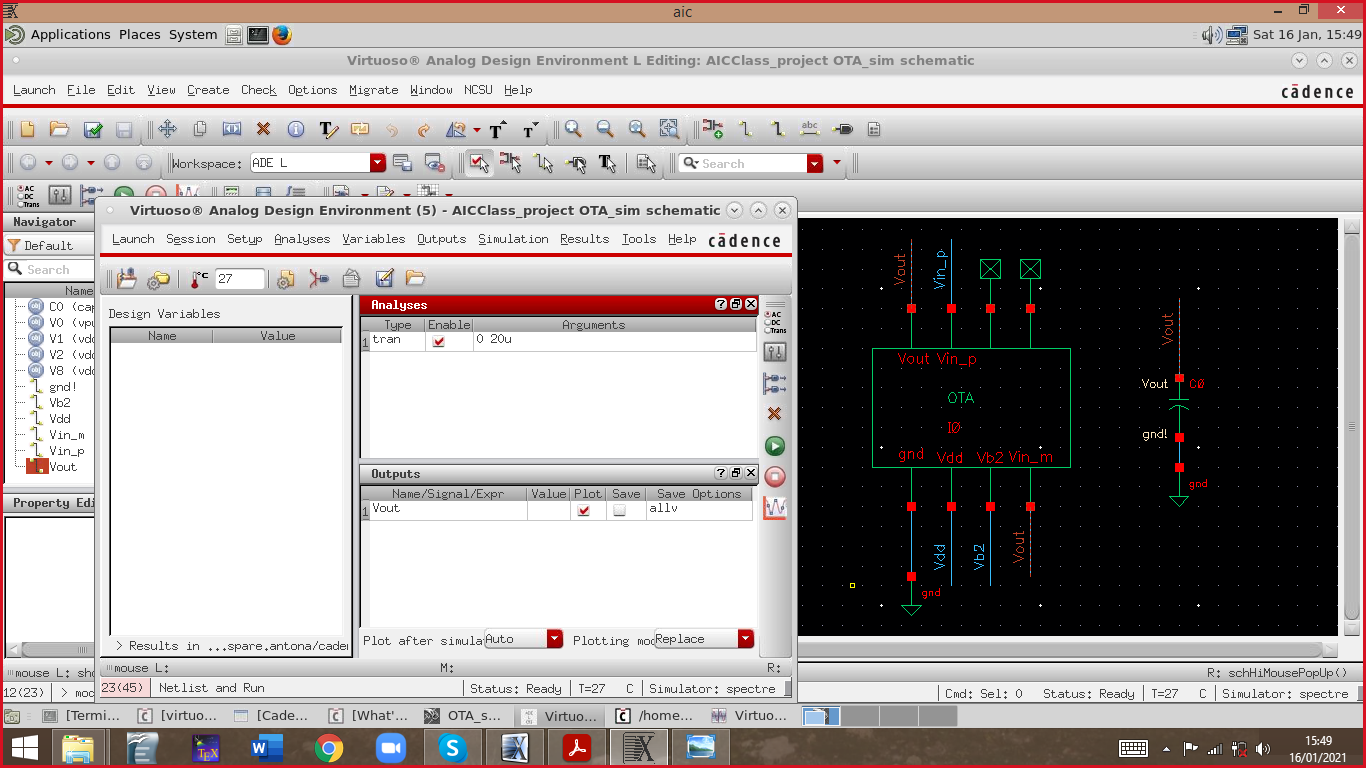 aic
Applications Places System
Sat 16 Jan, 15:49
Virtuoso® Analog Design Environment L Editing: AICClass_project OTA_sim schematic
Launch File Edit View Create Check Options Migrate Window NCSU Help
cādence
Workspace: ADE L
Search
AC
DC
Trans
Navigator
Default
Search
Name
C0 (cap
V0 (vpu
V1 (vdd
V2 (vdd
V8 (vdd
gnd!
Vb2
Vdd
Vin_m
Vin_p
Vout
Property Edi
mouse L: sho
12(23) > moo
Virtuoso® Analog Design Environment (5) - AICClass_project OTA_sim schematic
Launch Session Setup Analyses Variables Outputs Simulation Results Tools Help
cādence
°C 27
Design Variables
Name Value
> Results in ...spare.antona/cader
Analyses
Type Enable Arguments
1 tran 0 20u
Outputs
Name/Signal/Expr Value Plot Save Save Options
1 Vout allv
Plot after simula Auto
Plotting mod Replace
AC
DC
Trans
mouse L: M: R:
23(45) Netlist and Run
Status: Ready T=27 C Simulator: spectre
Vout Vin_p
Vout Vin_p
OTA
I0
gnd Vdd Vb2 Vin_m
Vdd Vb2 Vout
gnd
Vout
Vout C0
gnd!
gnd
R: schHiMousePopUp()
Cmd: Sel: 0 Status: Ready T=27 C Simulator: spectre
[Termi... [virtuo... [Cade... [What'... OTA_s... Virtuo... /home... Virtuo...
15:49
16/01/2021